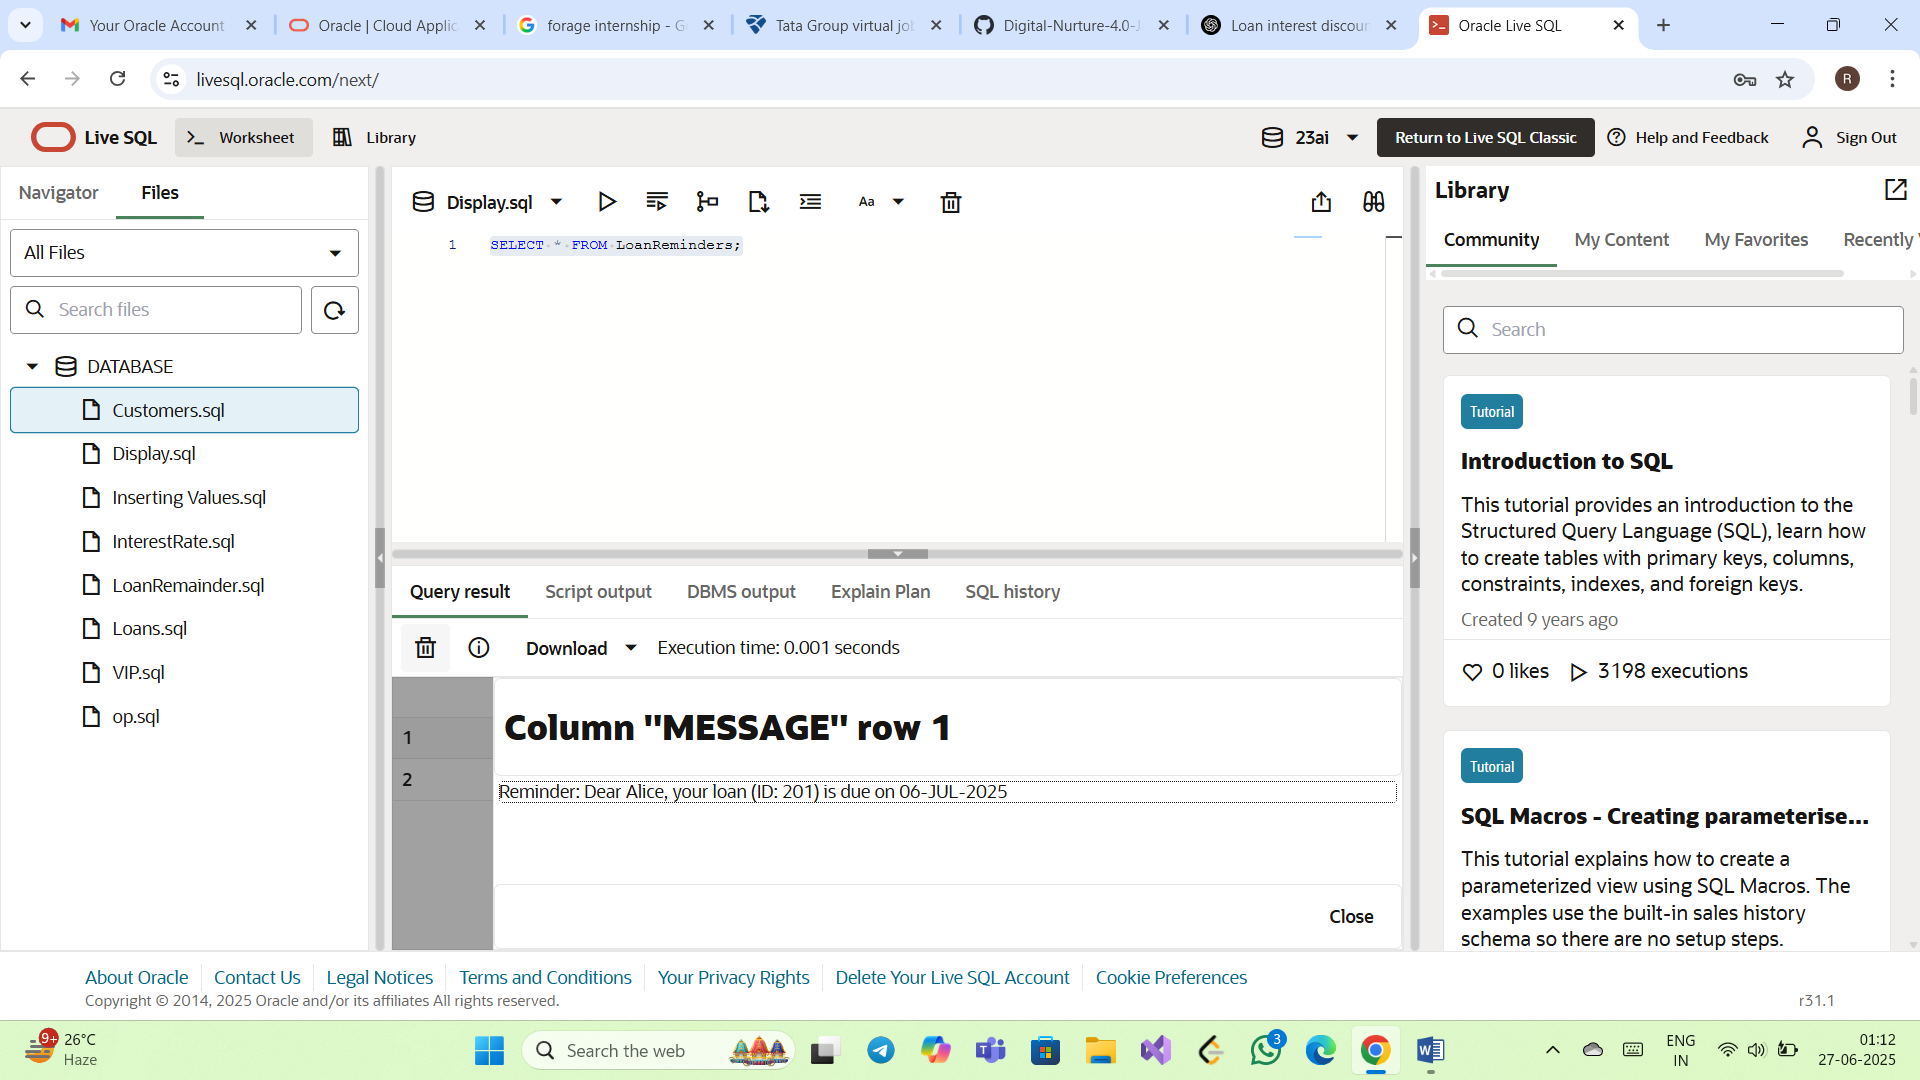 Your Oracle Account
Oracle | Cloud Applic
forage internship - G
Tata Group virtual jo
Digital-Nurture-4.0-J
Loan interest discoun
Oracle Live SQL
livesql.oracle.com/next/
R
Live SQL
Worksheet
Library
23ai
Return to Live SQL Classic
Help and Feedback
Sign Out
Navigator
Files
All Files
Search files
DATABASE
Customers.sql
Display.sql
Inserting Values.sql
InterestRate.sql
LoanRemainder.sql
Loans.sql
VIP.sql
op.sql
Display.sql
Aa
1 SELECT * FROM LoanReminders;
Query result
Script output
DBMS output
Explain Plan
SQL history
Download
Execution time: 0.001 seconds
1
2
Column "MESSAGE" row 1
Reminder: Dear Alice, your loan (ID: 201) is due on 06-JUL-2025
Close
Library
Community
My Content
My Favorites
Recently
Search
Tutorial
Introduction to SQL
This tutorial provides an introduction to the
Structured Query Language (SQL), learn how
to create tables with primary keys, columns,
constraints, indexes, and foreign keys.
Created 9 years ago
0 likes
3198 executions
Tutorial
SQL Macros - Creating parameterise...
This tutorial explains how to create a
parameterized view using SQL Macros. The
examples use the built-in sales history
schema so there are no setup steps.
About Oracle
Contact Us
Legal Notices
Terms and Conditions
Your Privacy Rights
Delete Your Live SQL Account
Cookie Preferences
Copyright © 2014, 2025 Oracle and/or its affiliates All rights reserved.
r31.1
9+
26°C
Haze
Search the web
3
ENG
IN
01:12
27-06-2025